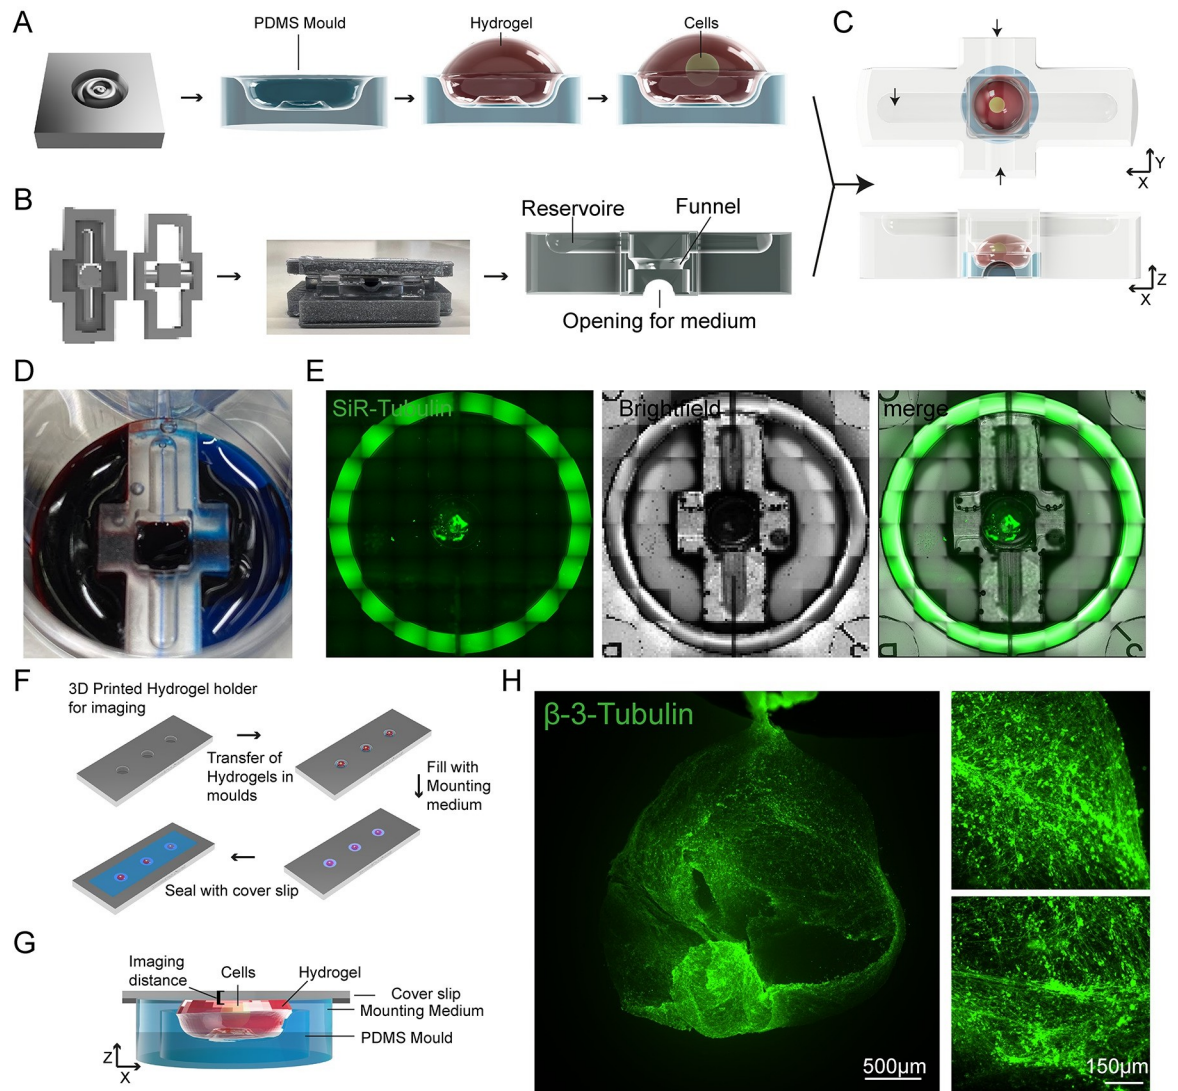 A
PDMS Mould
Hydrogel
Cells
C
Y
X
Z
X
B
Reservoire
Funnel
Opening for medium
D
E
SiR-Tubulin
Brightfield
merge
F
3D Printed Hydrogel holder
for imaging
Transfer of
Hydrogels in
moulds
Fill with
Mounting
medium
Seal with cover slip
G
Imaging
distance
Cells
Hydrogel
Cover slip
Mounting Medium
PDMS Mould
Z
X
H
β-3-Tubulin
500µm
150µm